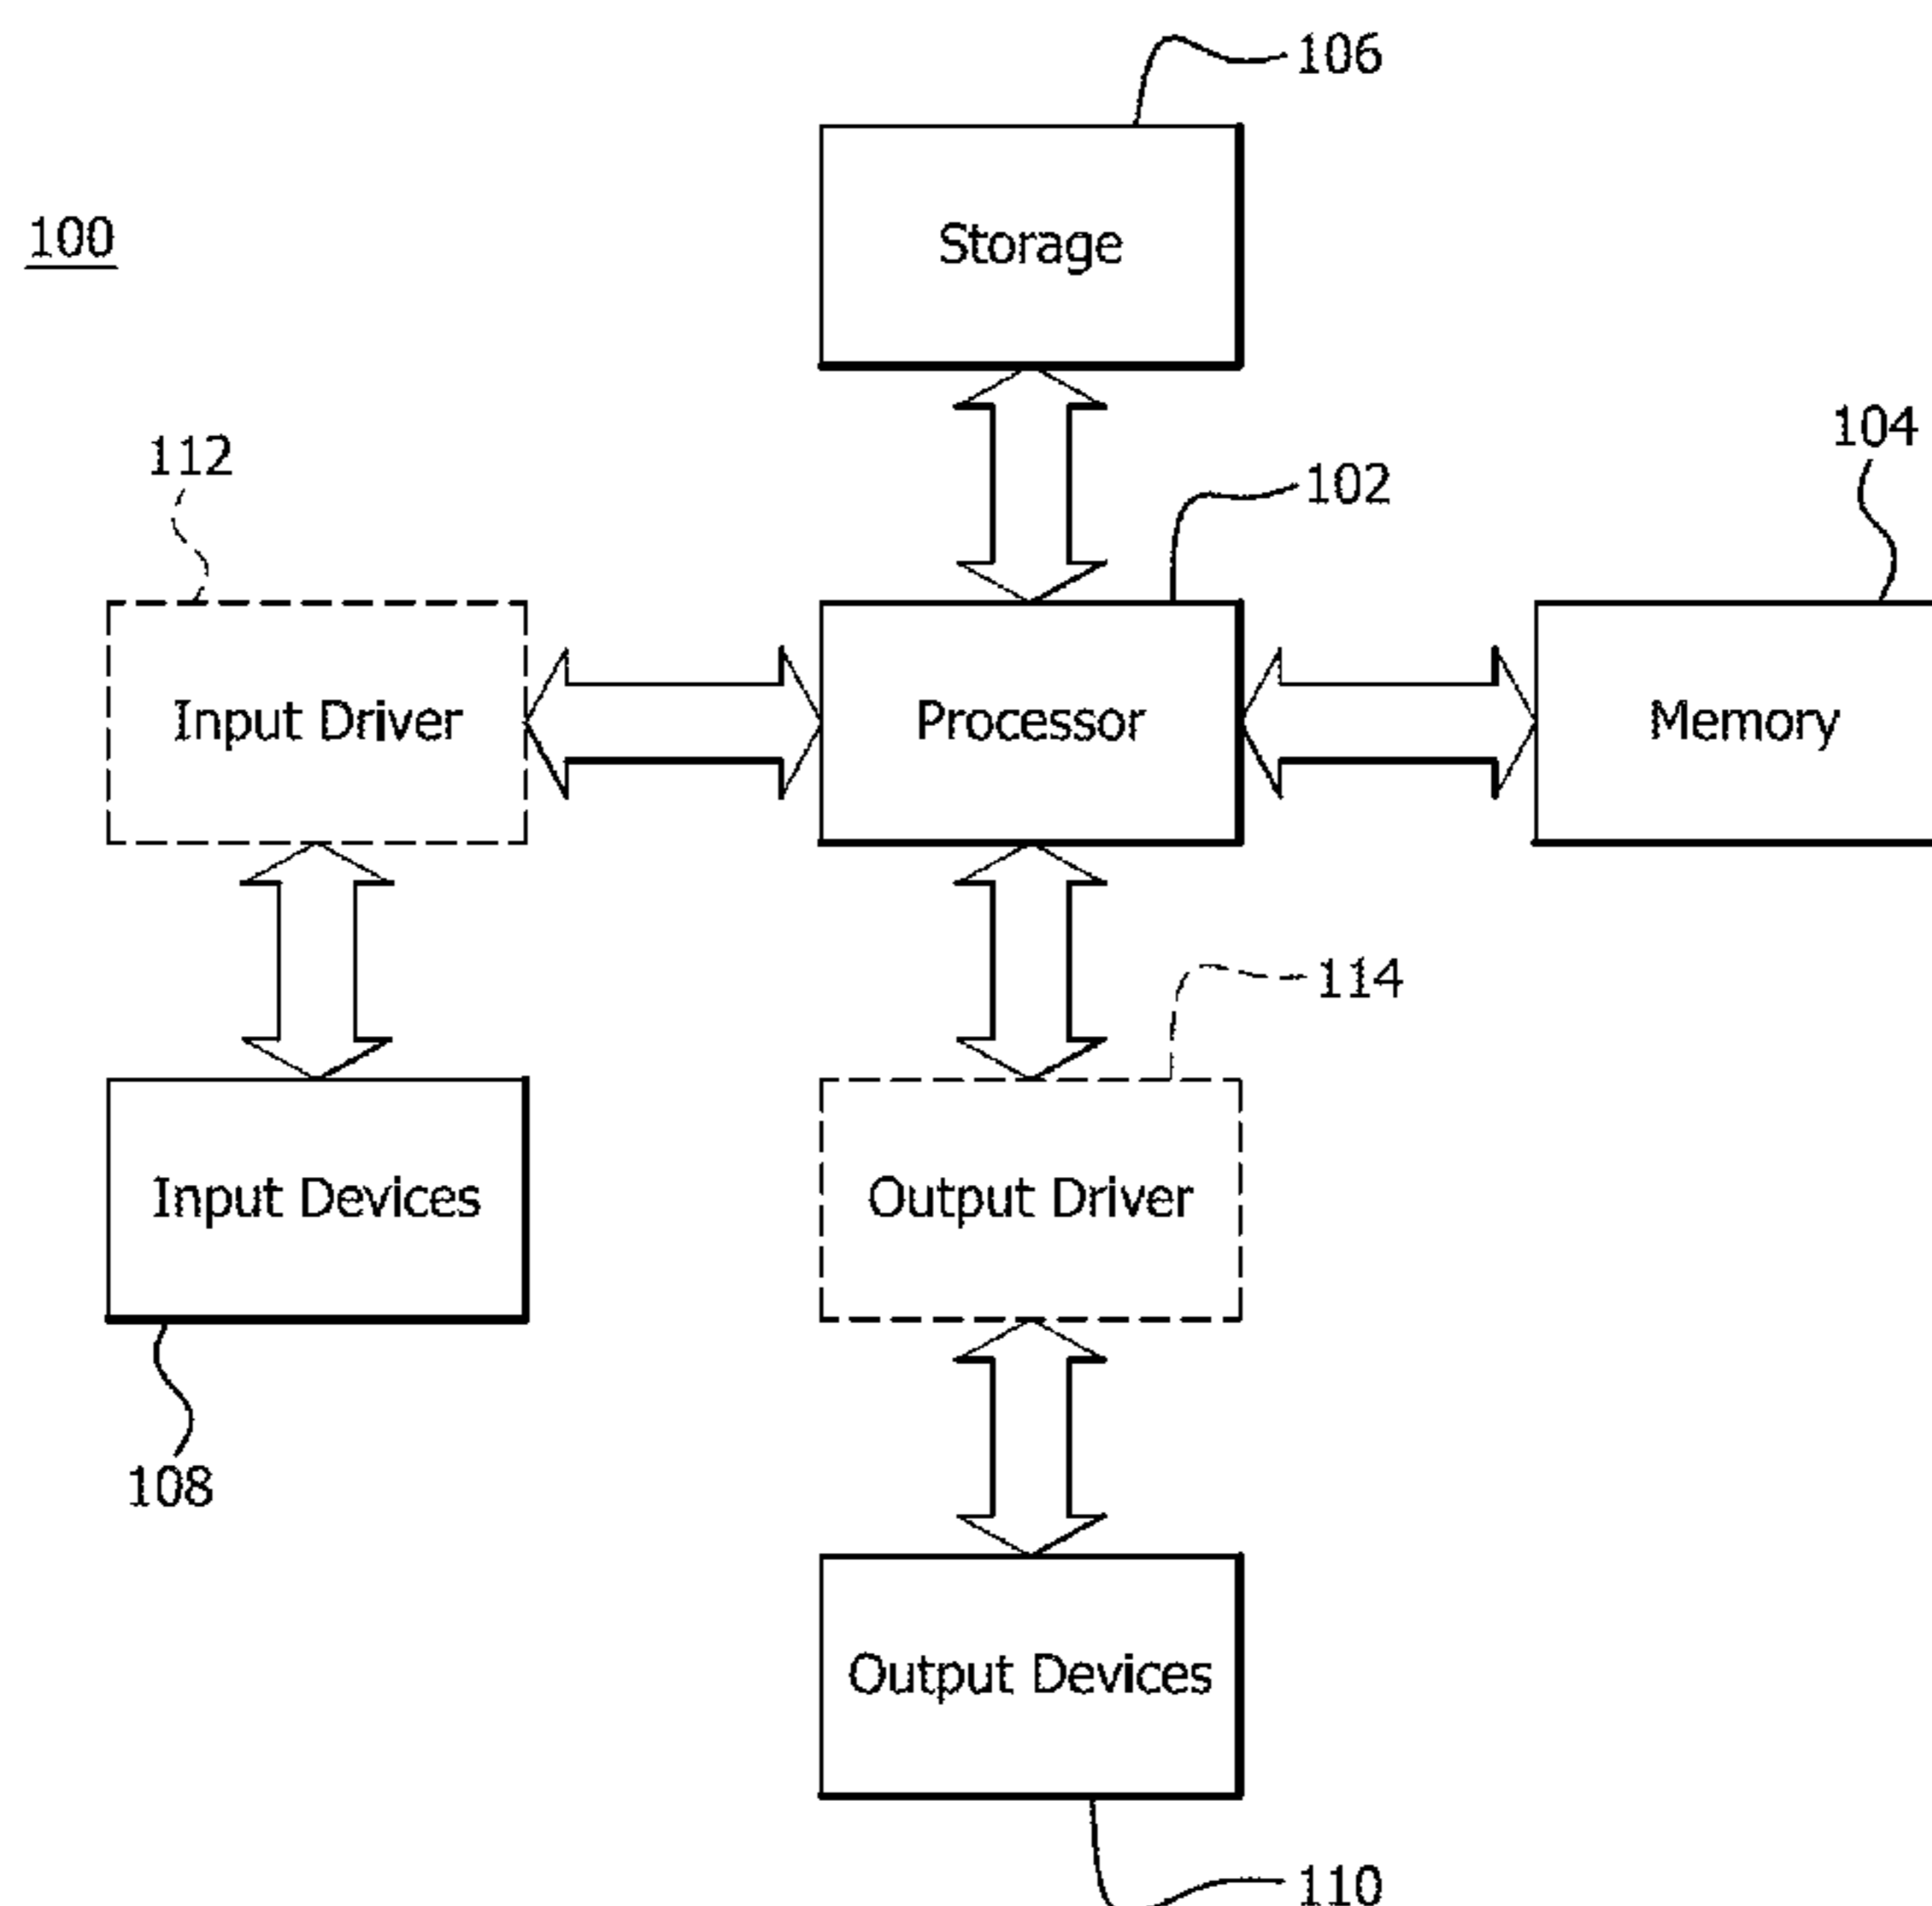 106
100
Storage
112
104
102
Input Driver
Processor
Memory
114
Input Devices
Output Driver
108
Output Devices
110